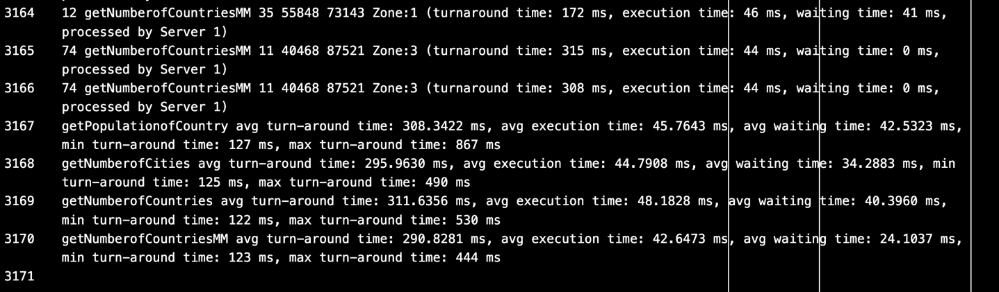 3164 12 getNumberofCountriesMM 35 55848 73143 Zone:1 (turnaround time: 172 ms, execution time: 46 ms, waiting time: 41 ms,
processed by Server 1)
3165 74 getNumberofCountriesMM 11 40468 87521 Zone:3 (turnaround time: 315 ms, execution time: 44 ms, waiting time: 0 ms,
processed by Server 1)
3166 74 getNumberofCountriesMM 11 40468 87521 Zone:3 (turnaround time: 308 ms, execution time: 44 ms, waiting time: 0 ms,
processed by Server 1)
3167 getPopulationofCountry avg turn-around time: 308.3422 ms, avg execution time: 45.7643 ms, avg waiting time: 42.5323 ms,
min turn-around time: 127 ms, max turn-around time: 867 ms
3168 getNumberofCities avg turn-around time: 295.9630 ms, avg execution time: 44.7908 ms, avg waiting time: 34.2883 ms, min
turn-around time: 125 ms, max turn-around time: 490 ms
3169 getNumberofCountries avg turn-around time: 311.6356 ms, avg execution time: 48.1828 ms, avg waiting time: 40.3960 ms,
min turn-around time: 122 ms, max turn-around time: 530 ms
3170 getNumberofCountriesMM avg turn-around time: 290.8281 ms, avg execution time: 42.6473 ms, avg waiting time: 24.1037 ms,
min turn-around time: 123 ms, max turn-around time: 444 ms
3171